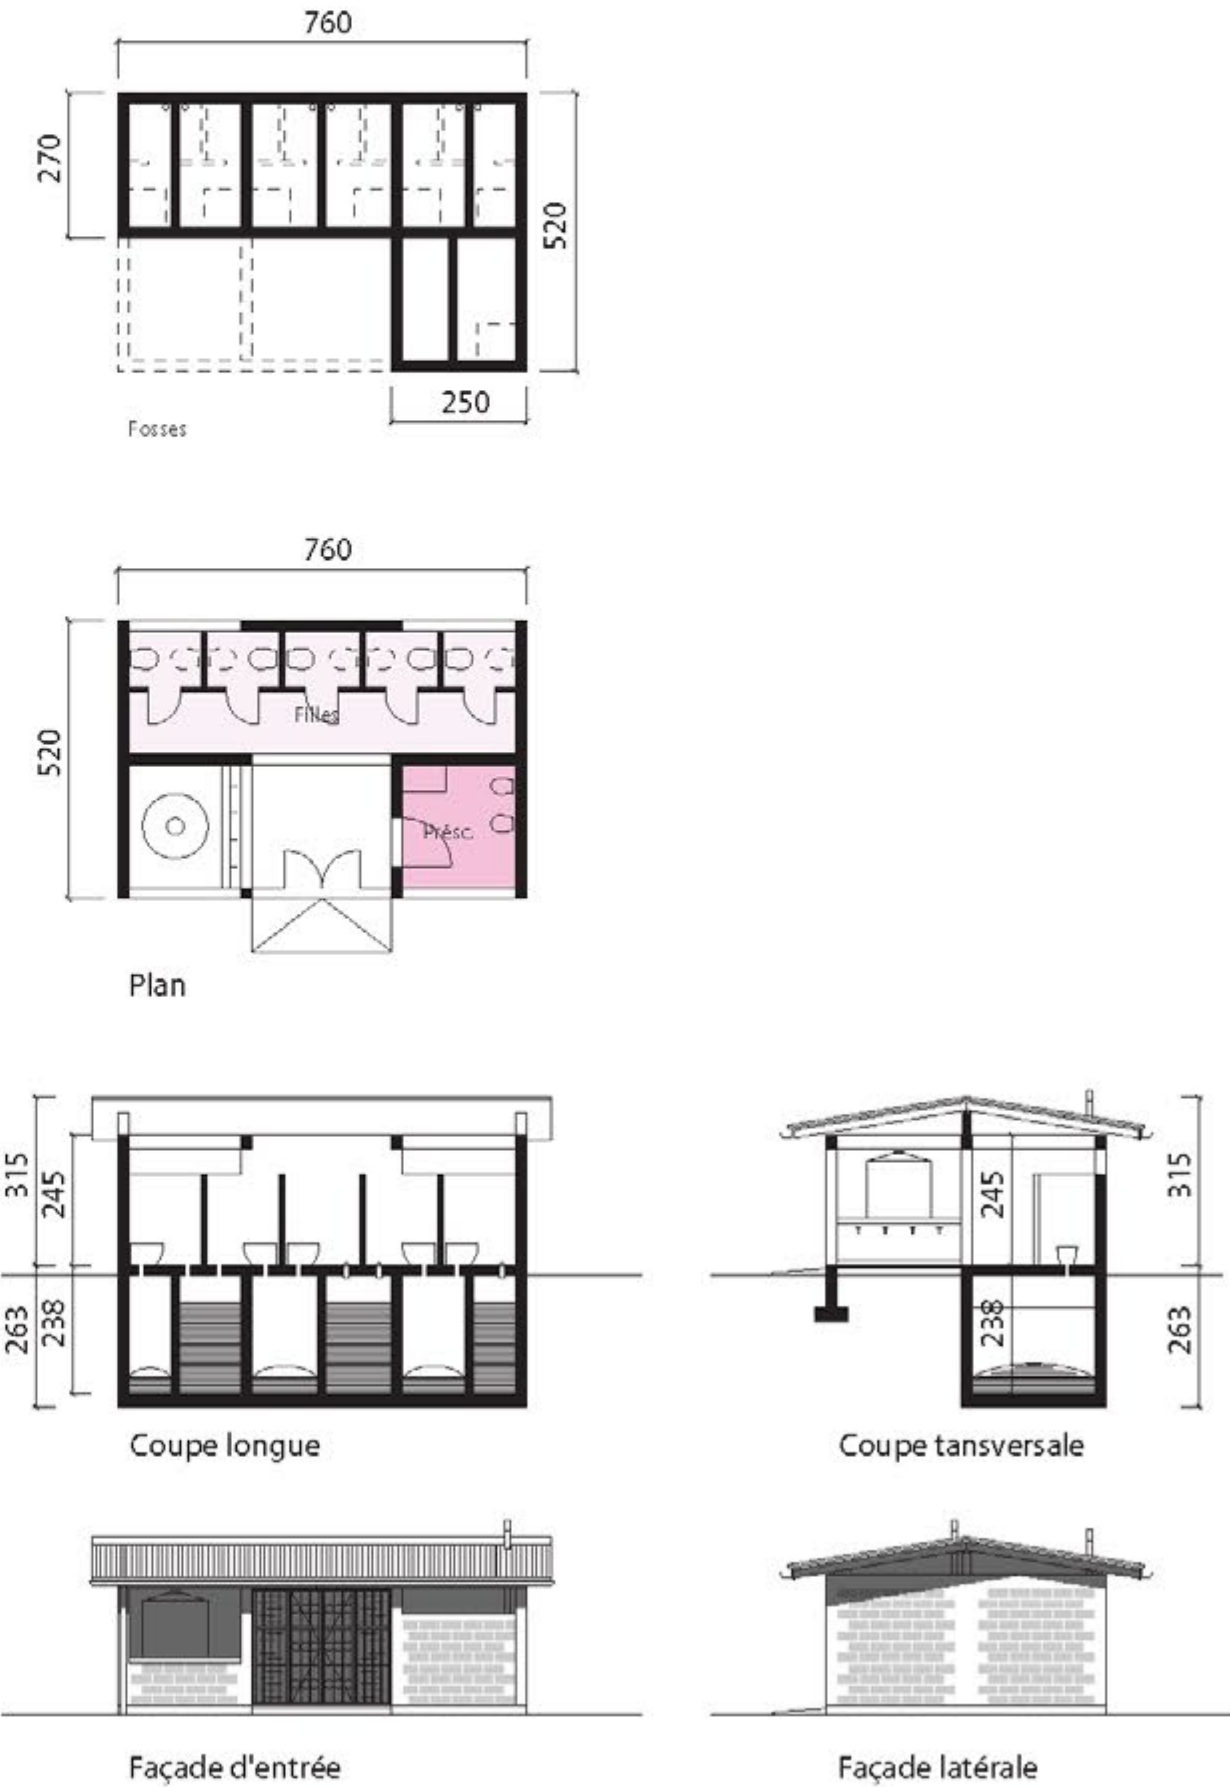 760
270
520
250
Fosses
760
520
Filles
Présc.
Plan
315
245
263
238
Coupe longue
245
315
238
263
Coupe tansversale
Façade d'entrée
Façade latérale